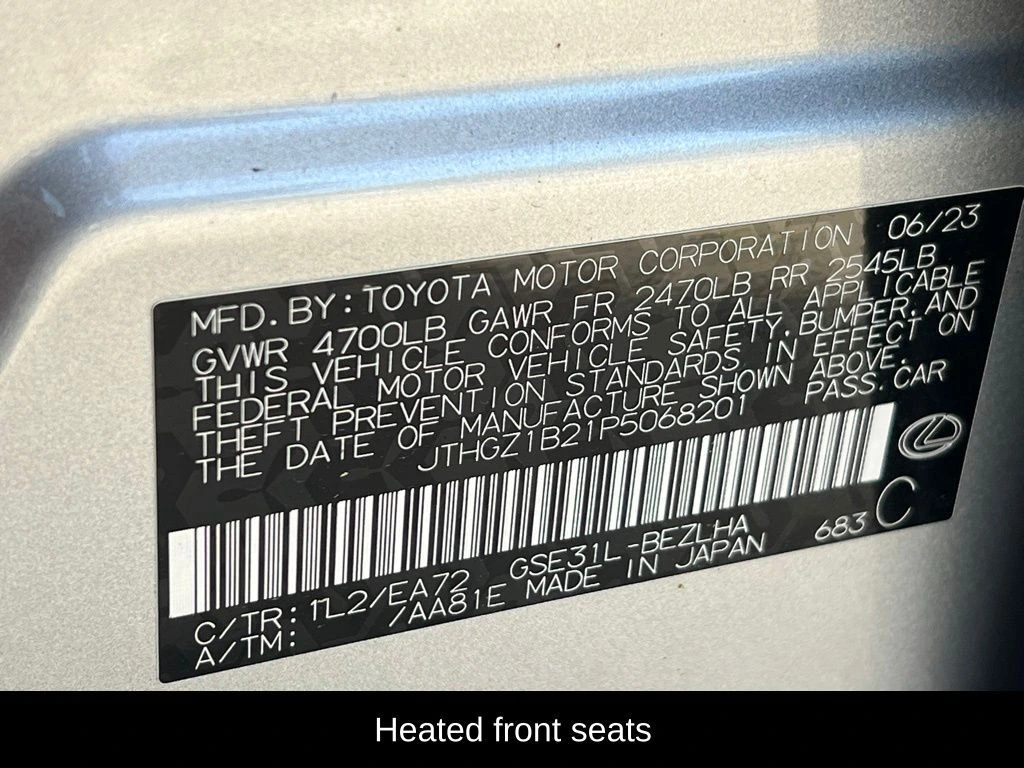 MFD. BY: TOYOTA MOTOR CORPORATION 06/23
GVWR 4700LB GAWR FR 2470LB RR 2545LB
THIS VEHICLE CONFORMS TO ALL APPLICABLE
FEDERAL MOTOR VEHICLE SAFETY, BUMPER, AND
THEFT PREVENTION STANDARDS IN EFFECT ON
THE DATE OF MANUFACTURE SHOWN ABOVE.
JTHGZ1B21P5068201 PASS. CAR
C/TR: 1L2/EA72 GSE31L-BEZLHA 683 C
A/TM: /AA81E MADE IN JAPAN
Heated front seats